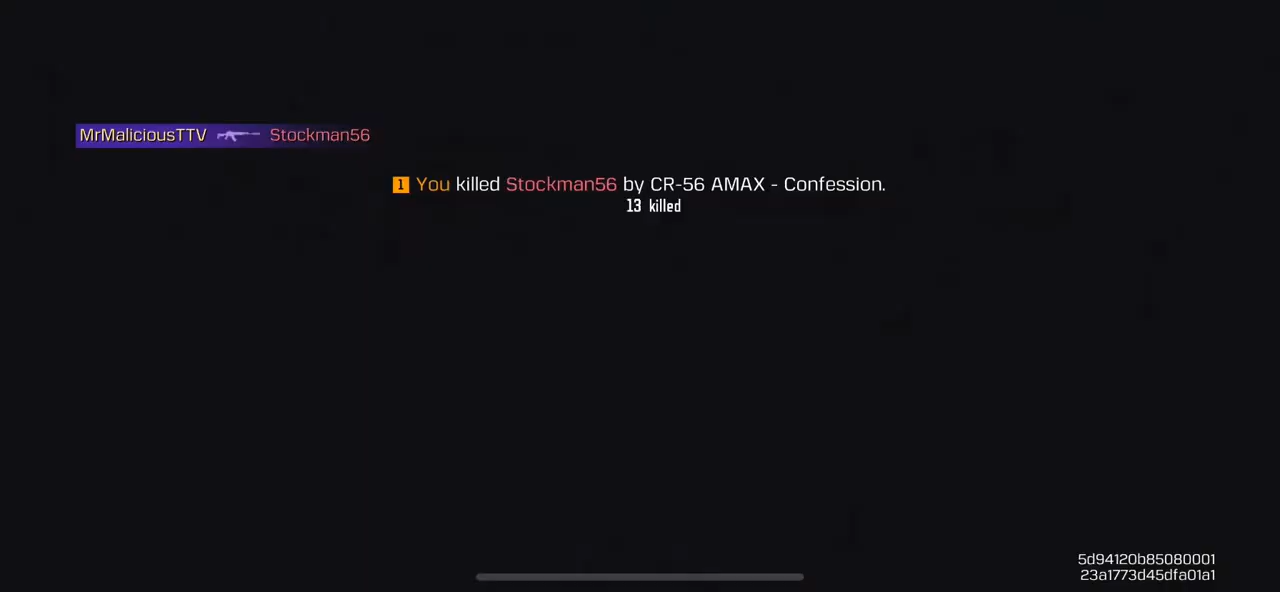 MrMaliciousTTV Stockman56
1 You killed Stockman56 by CR-56 AMAX - Confession.
13 killed
5d94120b85080001
23a1773d45dfa01a1